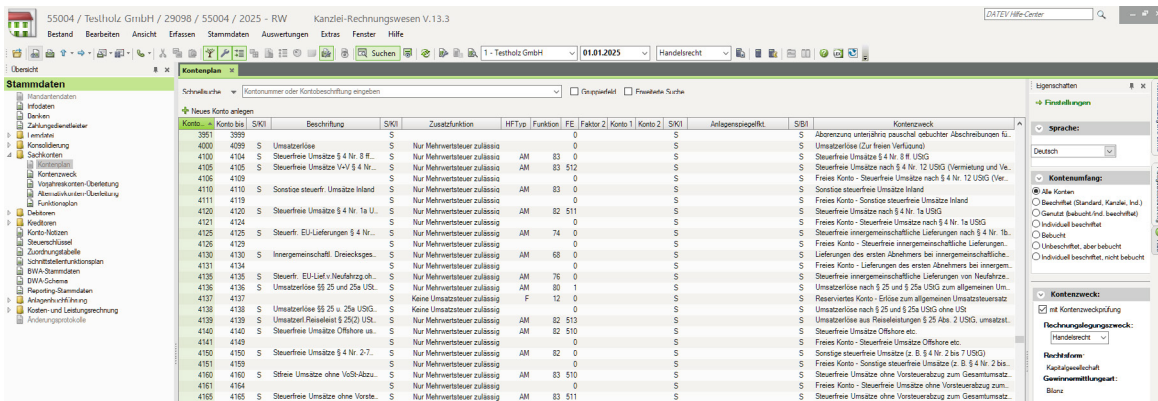 55004 / Testholz GmbH / 29098 / 55004 / 2025 - RW Kanzlei-Rechnungswesen V.13.3 DATEV Hilfe-Center
Bestand Bearbeiten Ansicht Erfassen Stammdaten Auswertungen Extras Fenster Hilfe
Suchen 1 - Testholz GmbH 01.01.2025 Handelsrecht
Übersicht
Stammdaten
Mandantendaten
Infodaten
Banken
Zahlungsdienstleister
Konsolidierung
Sachkonten
Kontenplan
Kontenzweck
Vorjahreskonten-Überleitung
Alternativkonten-Überleitung
Funktionsplan
Debitoren
Kreditoren
Konto-Notizen
Steuerschlüssel
Zuordnungstabelle
Schnittstellenfunktionsplan
BWA-Stammdaten
BWA-Schema
Reporting-Stammdaten
Anlagenbuchführung
Kosten- und Leistungsrechnung
Änderungsprotokolle
Kontenplan
Schnellsuche Kontonummer oder Kontobeschriftung eingeben Gruppierfeld Erweiterte Suche
Neues Konto anlegen
Konto... Konto bis S/K/I Beschriftung S/K/I Zusatzfunktion HFTyp Funktion FE Faktor 2 Konto 1 Konto 2 S/K/I Anlagenspiegelfkt. S/B/I Kontenzweck
3951 3999 S 0 S S Abgrenzung unterjährig pauschal gebuchter Abschreibungen fü..
4000 4099 S Umsatzerlöse S Nur Mehrwertsteuer zulässig 0 S S Umsatzerlöse (Zur freien Verfügung)
4100 4104 S Steuerfreie Umsätze § 4 Nr. 8 ff... S Nur Mehrwertsteuer zulässig AM 83 0 S S Steuerfreie Umsätze § 4 Nr. 8 ff. UStG
4105 4105 S Steuerfreie Umsätze V+V § 4 Nr... S Nur Mehrwertsteuer zulässig AM 83 512 S S Steuerfreie Umsätze nach § 4 Nr. 12 UStG (Vermietung und Ve..
4106 4109 S Nur Mehrwertsteuer zulässig 0 S S Freies Konto - Steuerfreie Umsätze nach § 4 Nr. 12 UStG (Ver..
4110 4110 S Sonstige steuerfr. Umsätze Inland S Nur Mehrwertsteuer zulässig AM 83 0 S S Sonstige steuerfreie Umsätze Inland
4111 4119 S Nur Mehrwertsteuer zulässig 0 S S Freies Konto - Sonstige steuerfreie Umsätze Inland
4120 4120 S Steuerfreie Umsätze § 4 Nr. 1a U.. S Nur Mehrwertsteuer zulässig AM 82 511 S S Steuerfreie Umsätze nach § 4 Nr. 1a UStG
4121 4124 S Nur Mehrwertsteuer zulässig 0 S S Freies Konto - Steuerfreie Umsätze nach § 4 Nr. 1a UStG
4125 4125 S Steuerfr. EU-Lieferungen § 4 Nr... S Nur Mehrwertsteuer zulässig AM 74 0 S S Steuerfreie innergemeinschaftliche Lieferungen nach § 4 Nr. 1b..
4126 4129 S Nur Mehrwertsteuer zulässig 0 S S Freies Konto - Steuerfreie innergemeinschaftliche Lieferungen..
4130 4130 S Innergemeinschaftl. Dreiecksges.. S Nur Mehrwertsteuer zulässig AM 68 0 S S Lieferungen des ersten Abnehmers bei innergemeinschaftliche..
4131 4134 S Nur Mehrwertsteuer zulässig 0 S S Freies Konto - Lieferungen des ersten Abnehmers bei innergem..
4135 4135 S Steuerfr. EU-Lief.v.Neufahrzg.oh.. S Nur Mehrwertsteuer zulässig AM 76 0 S S Steuerfreie innergemeinschaftliche Lieferungen von Neufahrze..
4136 4136 S Umsatzerlöse §§ 25 und 25a USt.. S Nur Mehrwertsteuer zulässig AM 80 1 S S Umsatzerlöse nach § 25 und § 25a UStG zum allgemeinen Um..
4137 4137 S Keine Umsatzsteuer zulässig F 12 0 S S Reserviertes Konto - Erlöse zum allgemeinen Umsatzsteuersatz
4138 4138 S Umsatzerlöse §§ 25 u. 25a UStG.. S Keine Mehrwertsteuer zulässig 0 S S Umsatzerlöse nach § 25 und § 25a UStG ohne USt
4139 4139 S Umsatzerl.Reiseleist § 25(2) USt.. S Nur Mehrwertsteuer zulässig AM 82 513 S S Umsatzerlöse aus Reiseleistungen § 25 Abs. 2 UStG, umsatzst..
4140 4140 S Steuerfreie Umsätze Offshore us.. S Nur Mehrwertsteuer zulässig AM 82 510 S S Steuerfreie Umsätze Offshore etc.
4141 4149 S Nur Mehrwertsteuer zulässig 0 S S Freies Konto - Steuerfreie Umsätze Offshore etc.
4150 4150 S Steuerfreie Umsätze § 4 Nr. 2-7.. S Nur Mehrwertsteuer zulässig AM 82 0 S S Sonstige steuerfreie Umsätze (z. B. § 4 Nr. 2 bis 7 UStG)
4151 4159 S Nur Mehrwertsteuer zulässig 0 S S Freies Konto - Sonstige steuerfreie Umsätze (z. B. § 4 Nr. 2 bis..
4160 4160 S Stfreie Umsätze ohne VoSt-Abzu.. S Nur Mehrwertsteuer zulässig AM 83 510 S S Steuerfreie Umsätze ohne Vorsteuerabzug zum Gesamtumsatz..
4161 4164 S Nur Mehrwertsteuer zulässig 0 S S Freies Konto - Steuerfreie Umsätze ohne Vorsteuerabzug zum..
4165 4165 S Steuerfreie Umsätze ohne Vorste.. S Nur Mehrwertsteuer zulässig AM 83 511 S S Steuerfreie Umsätze ohne Vorsteuerabzug zum Gesamtumsatz..
Eigenschaften
Einstellungen
Sprache:
Deutsch
Kontenumfang:
Alle Konten
Beschriftet (Standard, Kanzlei, Ind.)
Genutzt (bebucht/ind. beschriftet)
Individuell beschriftet
Bebucht
Unbeschriftet, aber bebucht
Individuell beschriftet, nicht bebucht
Kontenzweck:
mit Kontenzweckprüfung
Rechnungslegungszweck:
Handelsrecht
Rechtsform:
Kapitalgesellschaft
Gewinnermittlungsart:
Bilanz